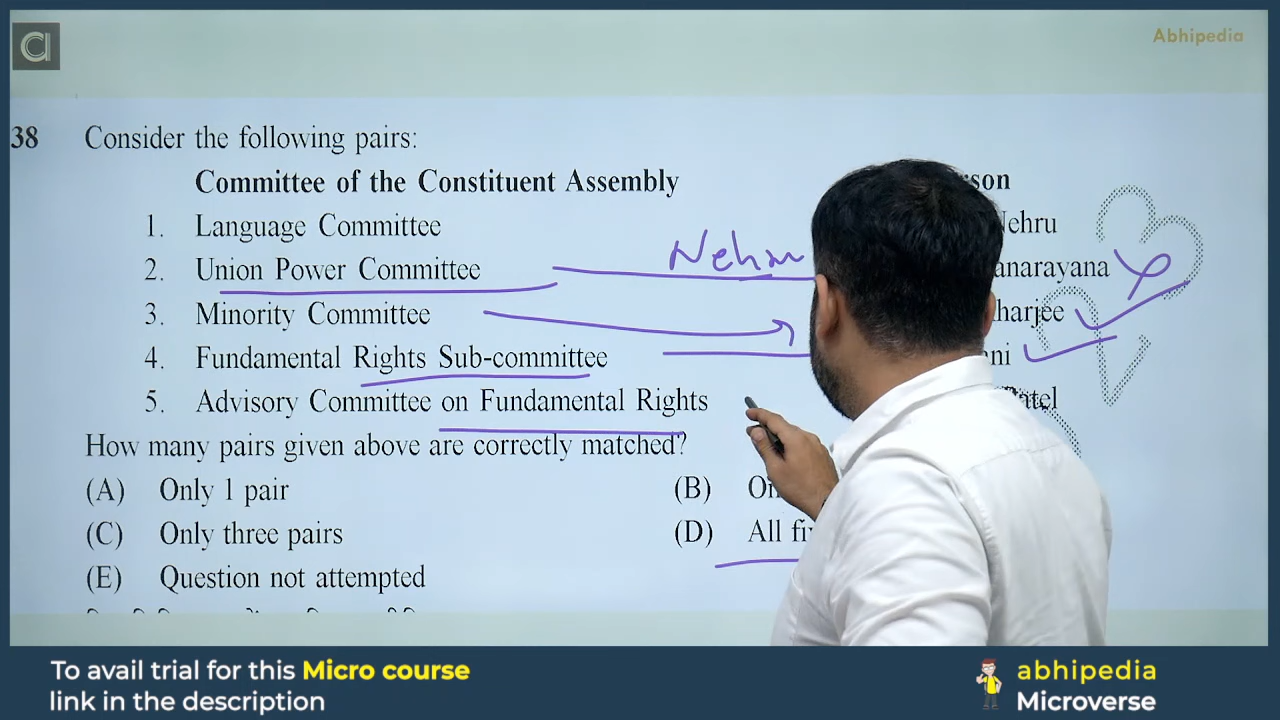 a
Abhipedia
38 Consider the following pairs:
Committee of the Constituent Assembly
1. Language Committee Nehru
Nehru
2. Union Power Committee
3. Minority Committee
4. Fundamental Rights Sub-committee
5. Advisory Committee on Fundamental Rights
How many pairs given above are correctly matched?
(A) Only 1 pair (B)
(C) Only three pairs (D) All
(E) Question not attempted
To avail trial for this Micro course
link in the description
abhipedia
Microverse